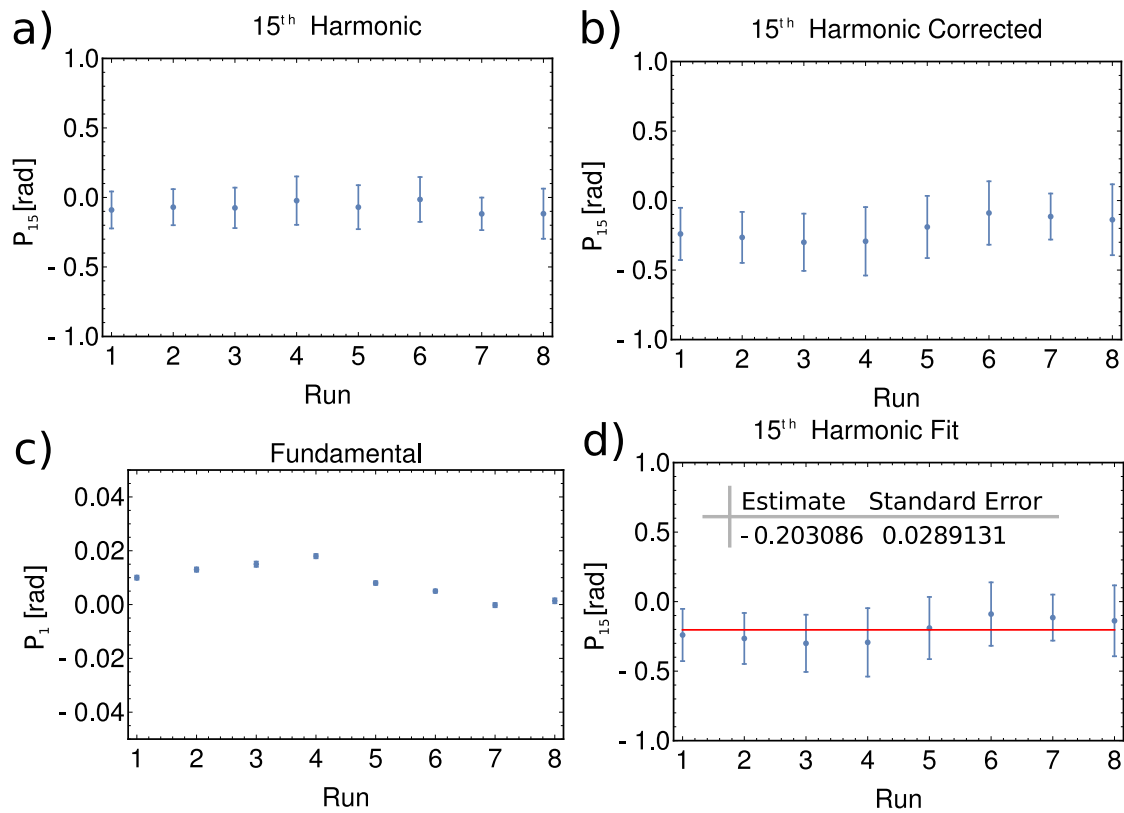 a)
15th Harmonic
1.0
0.5
0.0
- 0.5
- 1.0
P15 [rad]
1 2 3 4 5 6 7 8
Run
b)
15th Harmonic Corrected
1.0
0.5
0.0
- 0.5
- 1.0
P15 [rad]
1 2 3 4 5 6 7 8
Run
c)
Fundamental
0.04
0.02
0.00
- 0.02
- 0.04
P1 [rad]
1 2 3 4 5 6 7 8
Run
d)
15th Harmonic Fit
1.0
0.5
0.0
- 0.5
- 1.0
P15 [rad]
Estimate Standard Error
- 0.203086 0.0289131
1 2 3 4 5 6 7 8
Run